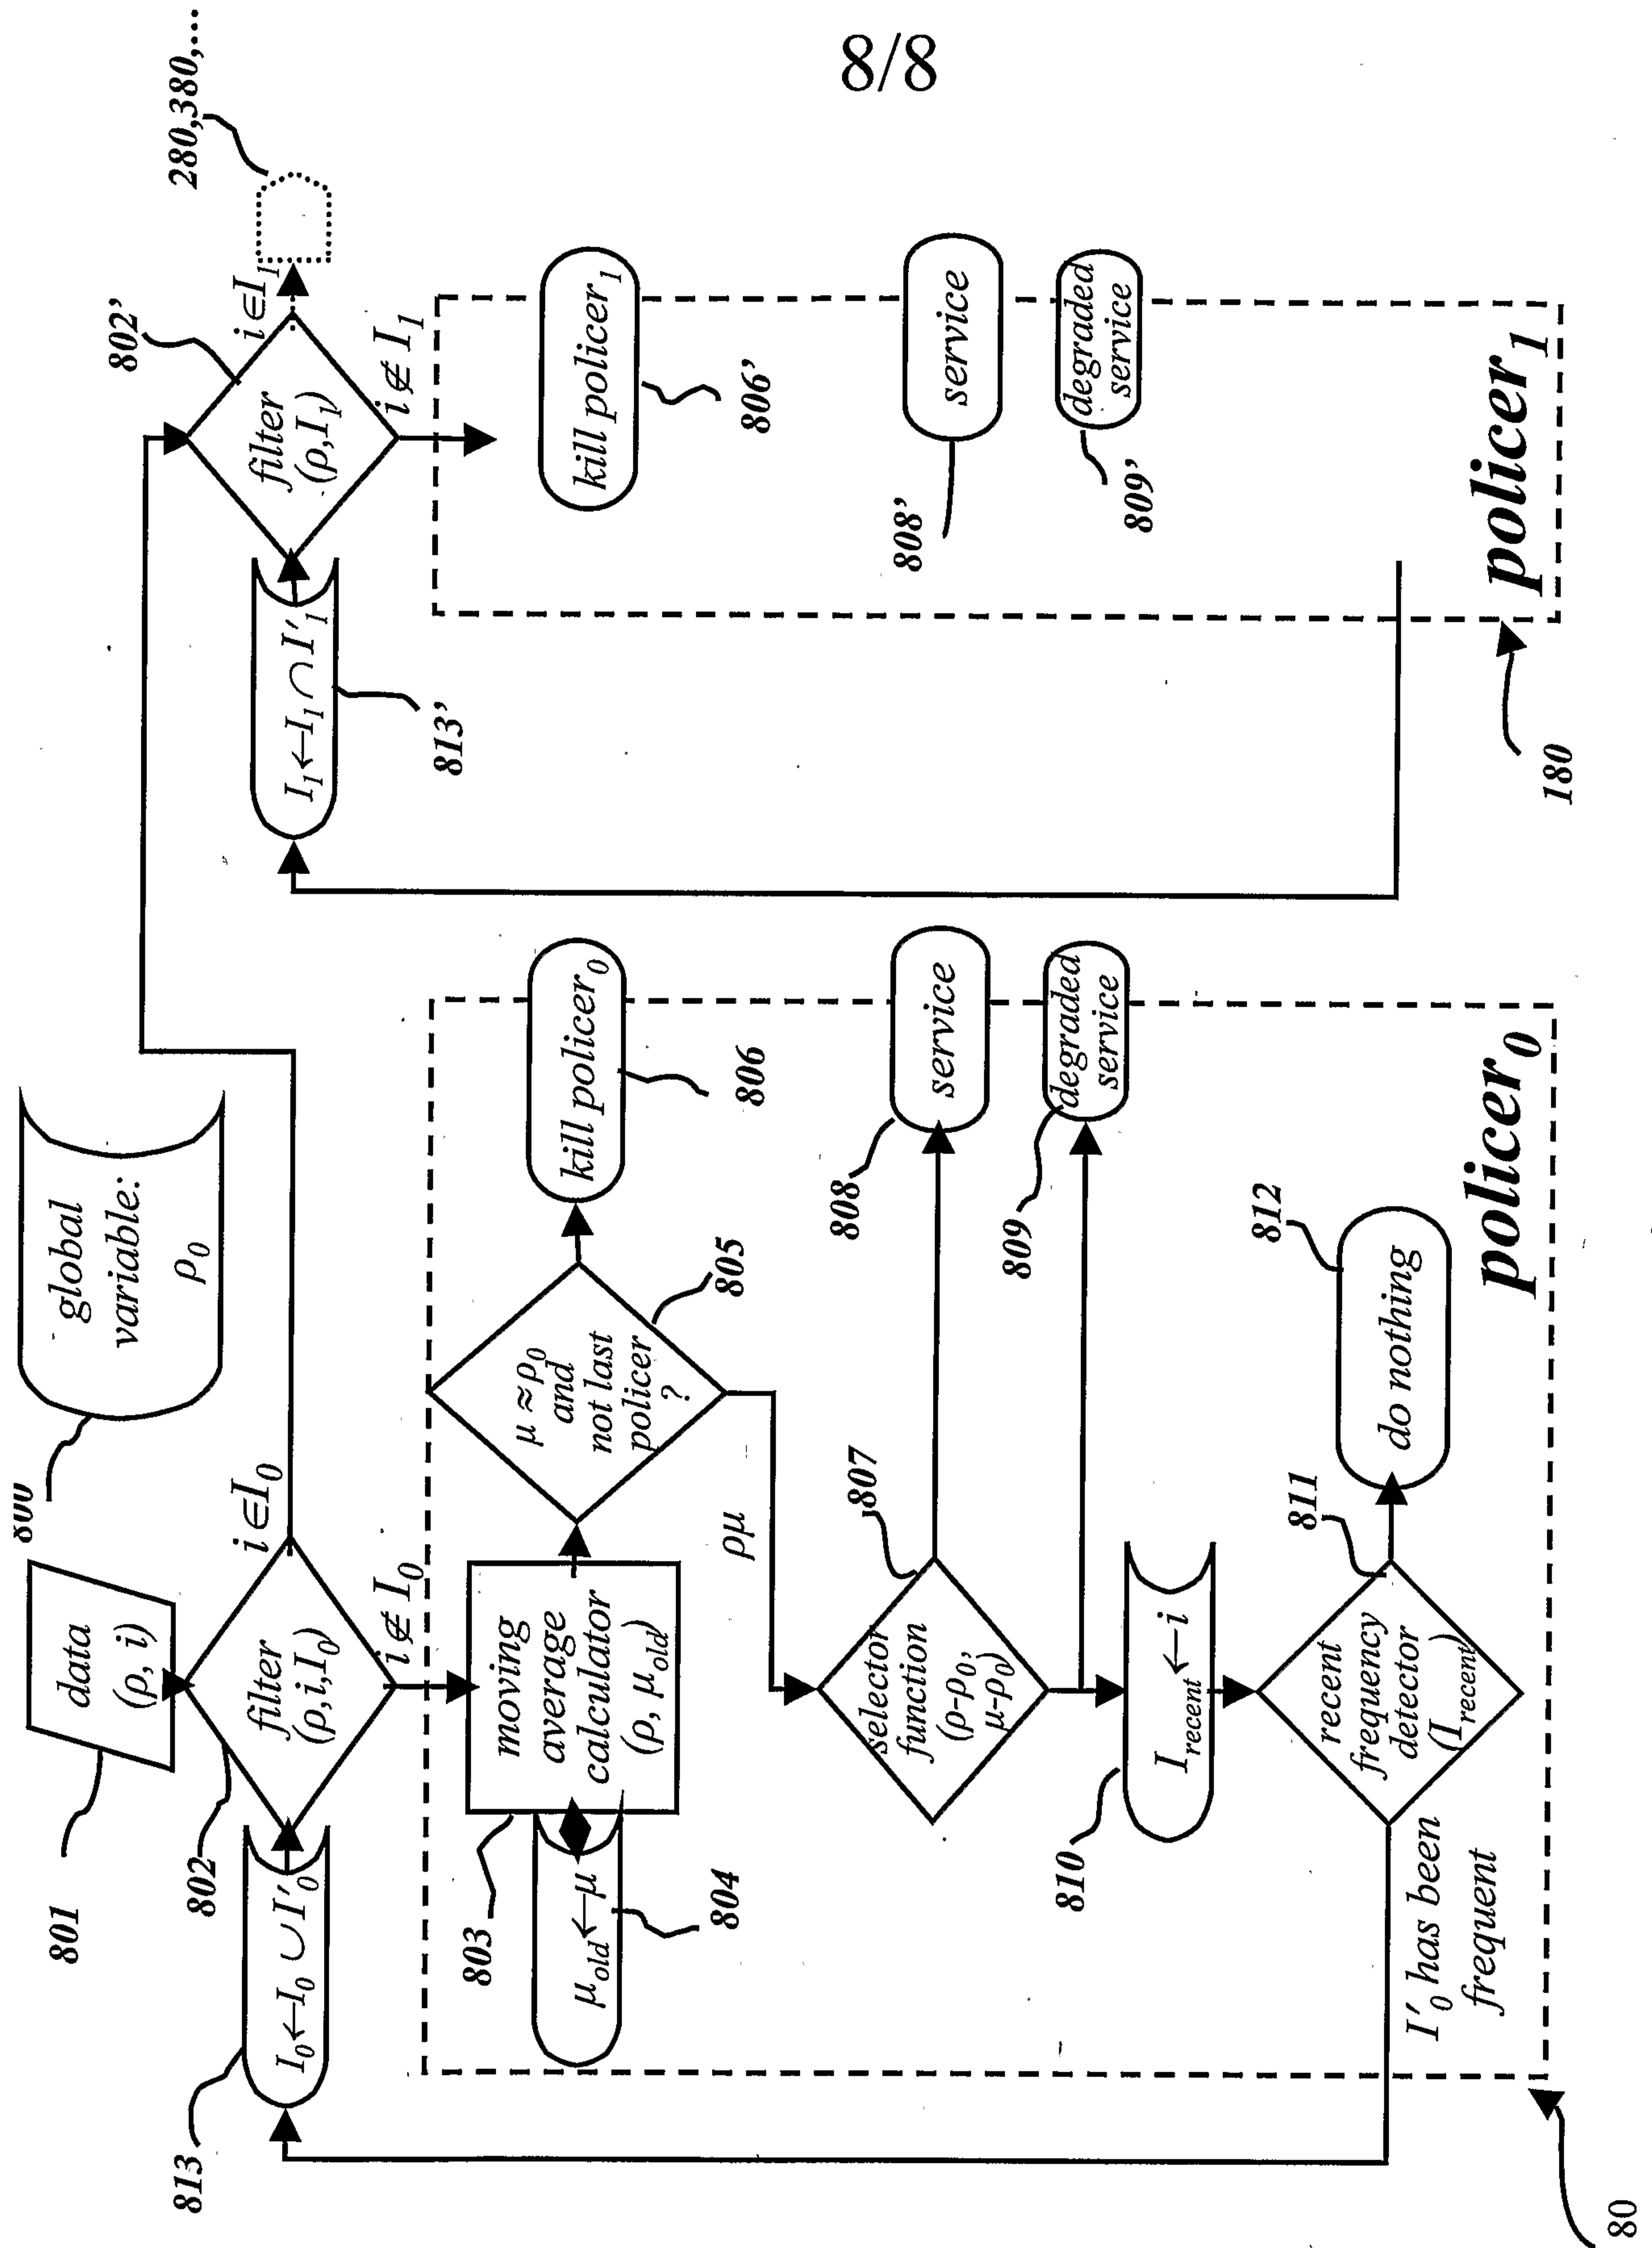 8/8
800
global
variable:
ρ0
801
data
(ρ, i)
802
filter
(ρ,i,I0)
i∈I0
i∉I0
813
I0←I0 ∪ I'0
803
moving
average
calculator
(ρ, μold)
804
μold←μ
805
μ≈ρ0
and
not last
policer
?
806
kill policer0
ρμ
807
selector
function
(ρ-ρ0,
μ-ρ0)
808
service
809
degraded
service
810
Irecent←i
811
recent
frequency
detector
(Irecent)
812
do nothing
I'0 has been
frequent
policer0
80
802'
filter
(ρ,I1)
i∈I1
i∉I1
280,380,...
813'
I1←I1∩I'1
806'
kill policer1
808'
service
809'
degraded
service
policer1
180